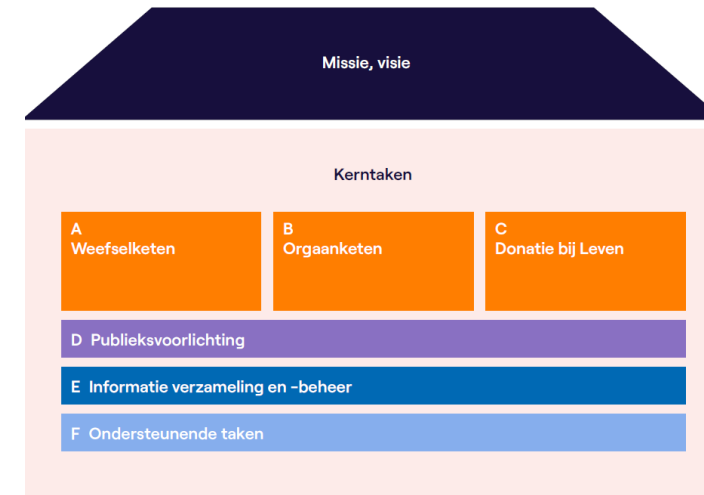 Missie, visie
Kerntaken
A
Weefselketen
B
Orgaanketen
C
Donatie bij Leven
D Publieksvoorlichting
E Informatie verzameling en -beheer
F Ondersteunende taken